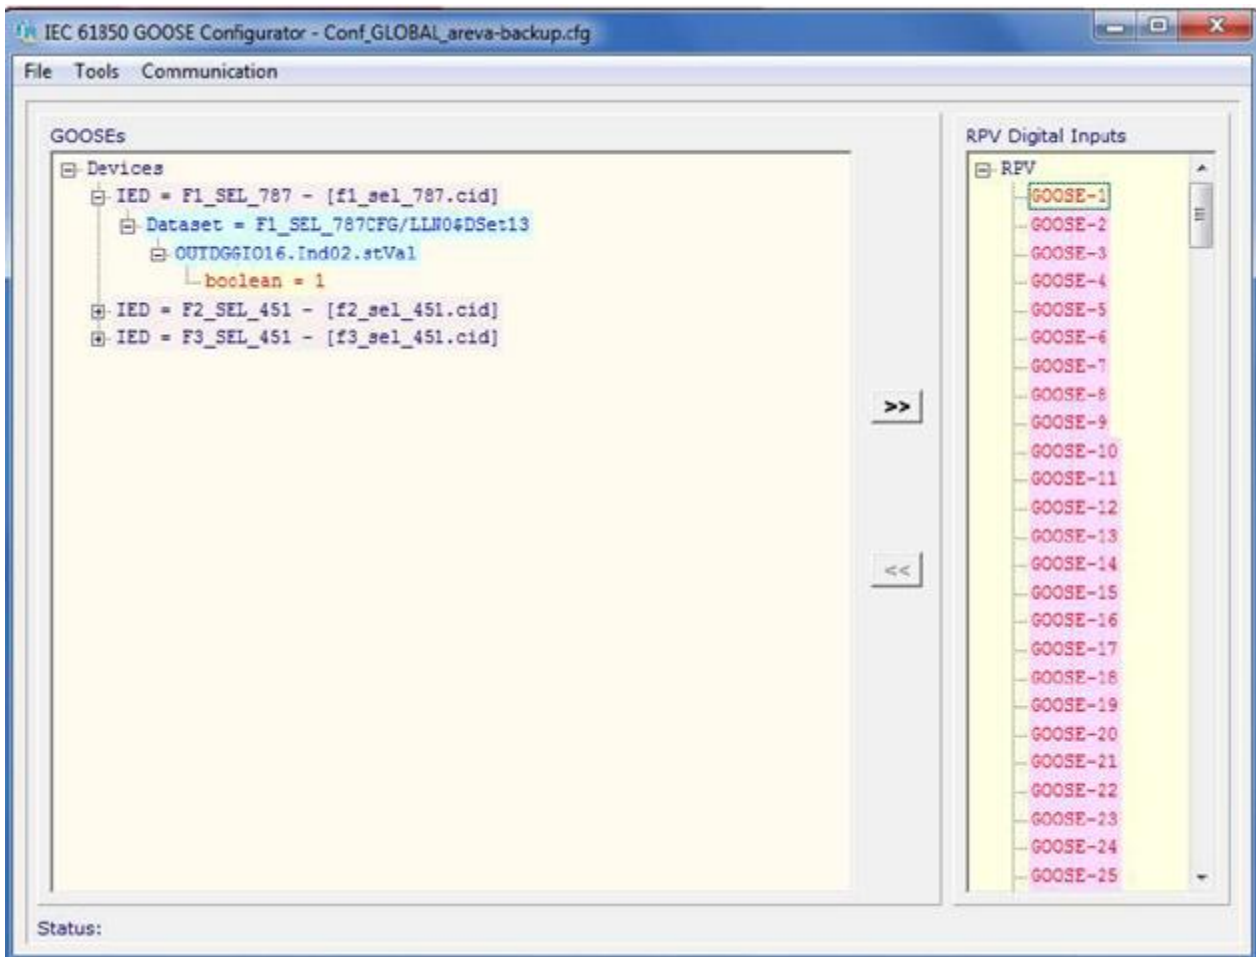 IEC 61850 GOOSE Configurator - Conf_GLOBAL_areva-backup.cfg
File Tools Communication
GOOSEs
Devices
IED = F1_SEL_787 - [f1_sel_787.cid]
Dataset = F1_SEL_787CFG/LLN0$DSet13
OUTDGGIO16.Ind02.stVal
boolean = 1
IED = F2_SEL_451 - [f2_sel_451.cid]
IED = F3_SEL_451 - [f3_sel_451.cid]
>>
<<
RPV Digital Inputs
RPV
GOOSE-1
GOOSE-2
GOOSE-3
GOOSE-4
GOOSE-5
GOOSE-6
GOOSE-7
GOOSE-8
GOOSE-9
GOOSE-10
GOOSE-11
GOOSE-12
GOOSE-13
GOOSE-14
GOOSE-15
GOOSE-16
GOOSE-17
GOOSE-18
GOOSE-19
GOOSE-20
GOOSE-21
GOOSE-22
GOOSE-23
GOOSE-24
GOOSE-25
Status: